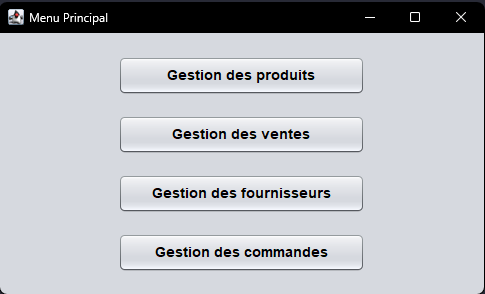 Menu Principal
Gestion des produits
Gestion des ventes
Gestion des fournisseurs
Gestion des commandes